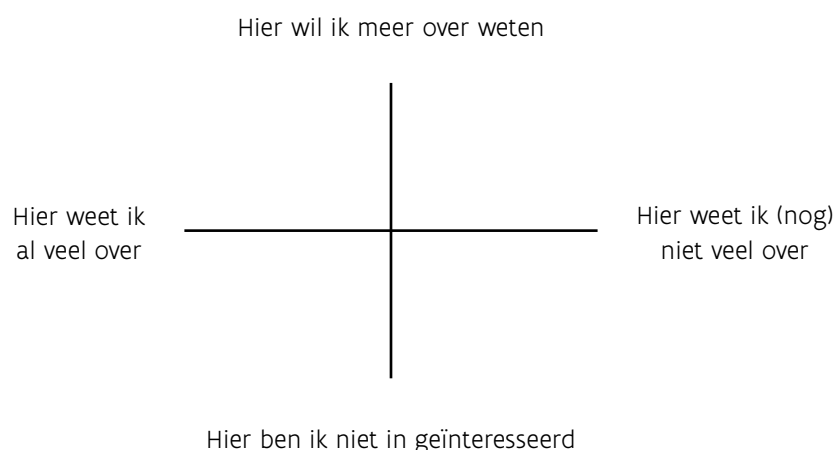 Hier wil ik meer over weten
Hier weet ik
al veel over
Hier weet ik (nog)
niet veel over
Hier ben ik niet in geïnteresseerd